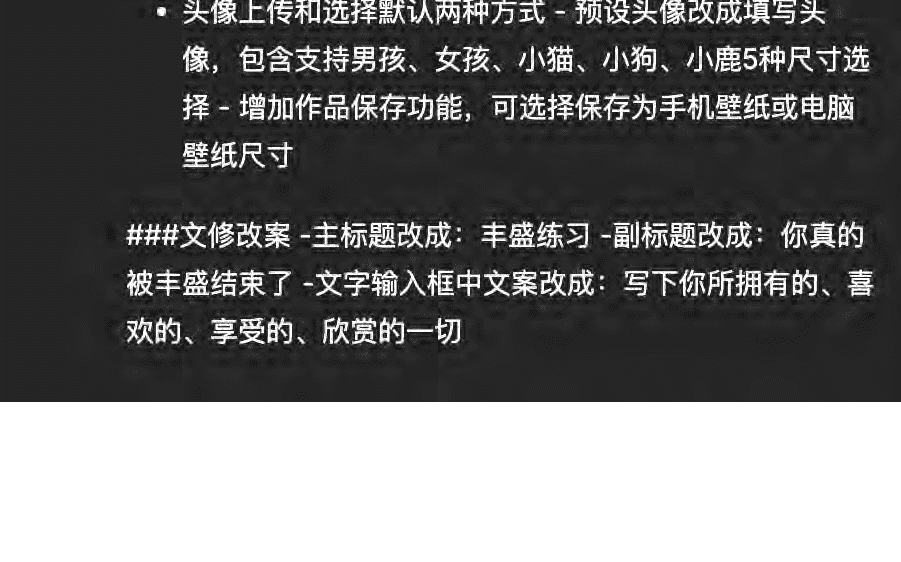 • 头像上传和选择默认两种方式 - 预设头像改成填写头
像，包含支持男孩、女孩、小猫、小狗、小鹿5种尺寸选
择 - 增加作品保存功能，可选择保存为手机壁纸或电脑
壁纸尺寸
###文修改案 -主标题改成：丰盛练习 -副标题改成：你真的
被丰盛结束了 -文字输入框中文案改成：写下你所拥有的、喜
欢的、享受的、欣赏的一切